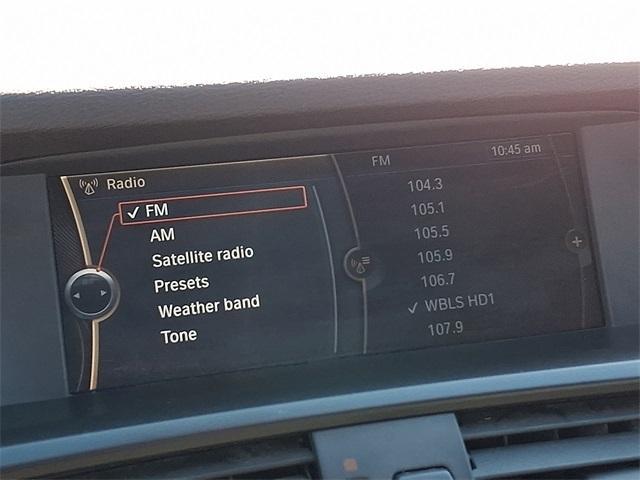 Radio
FM
AM
Satellite radio
Presets
Weather band
Tone
FM
10:45 am
104.3
105.1
105.5
105.9
106.7
WBLS HD1
107.9